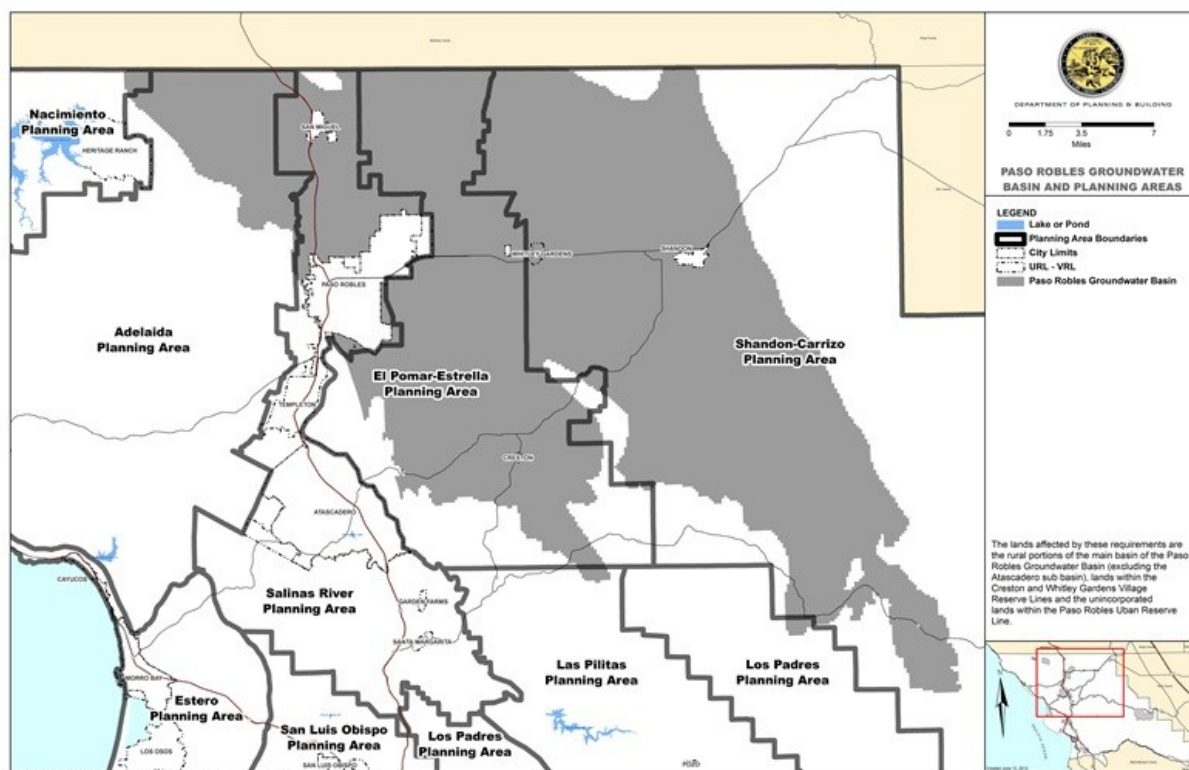 Nacimiento
Planning Area
HERITAGE RANCH
SAN MIGUEL
WHITLEY GARDENS
SHANDON
PASO ROBLES
Adelaida
Planning Area
Shandon-Carrizo
Planning Area
El Pomar-Estrella
Planning Area
TEMPLETON
CRESTON
ATASCADERO
CAYUCOS
Salinas River
Planning Area
GARDEN FARMS
SANTA MARGARITA
Las Pilitas
Planning Area
Los Padres
Planning Area
MORRO BAY
Estero
Planning Area
San Luis Obispo
Planning Area
Los Padres
Planning Area
LOS OSOS
SAN LUIS OBISPO
POZO
DEPARTMENT OF PLANNING & BUILDING
0 1.75 3.5 7
Miles
PASO ROBLES GROUNDWATER
BASIN AND PLANNING AREAS
LEGEND
Lake or Pond
Planning Area Boundaries
City Limits
URL - VRL
Paso Robles Groundwater Basin
The lands affected by these requirements are
the rural portions of the main basin of the Paso
Robles Groundwater Basin (excluding the
Atascadero sub basin), lands within the
Creston and Whitley Gardens Village
Reserve Lines and the unincorporated
lands within the Paso Robles Uban Reserve
Line.